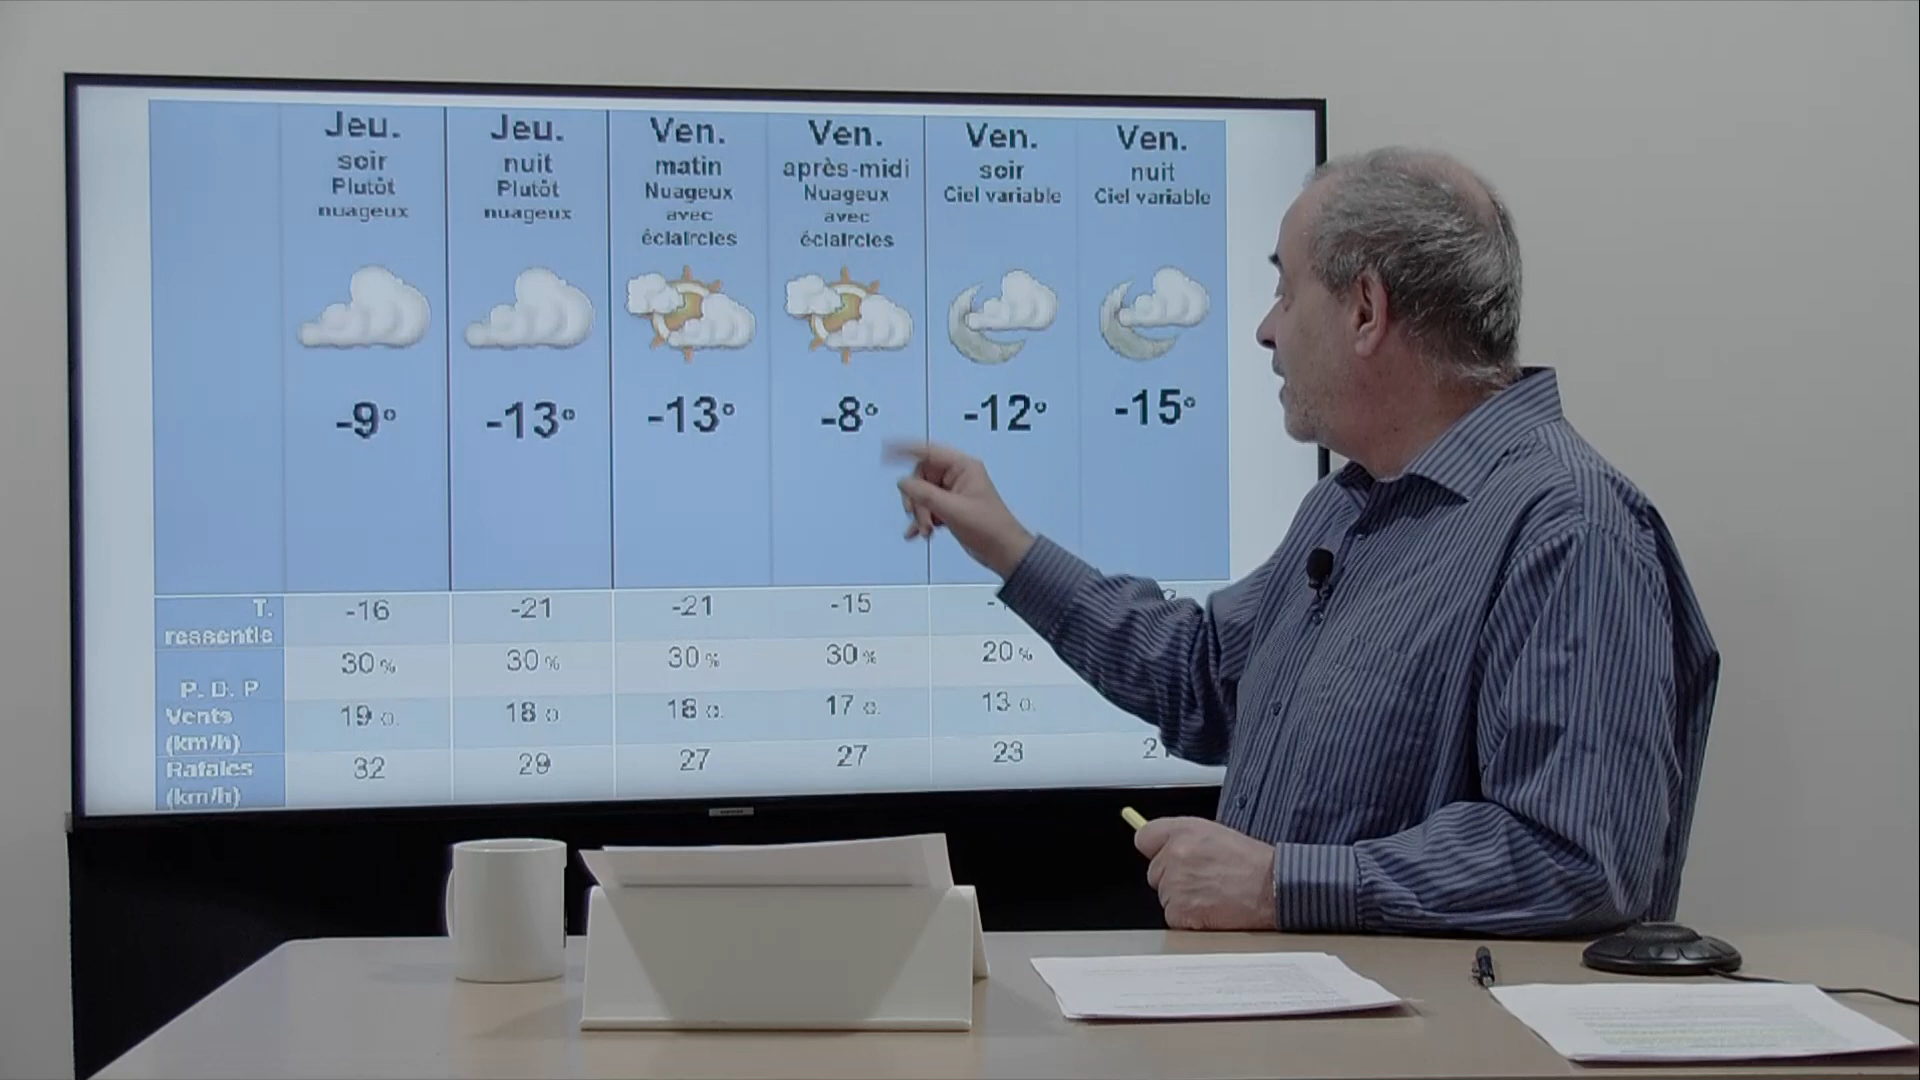 Jeu.
soir
Plutôt
nuageux
-9°
Jeu.
nuit
Plutôt
nuageux
-13°
Ven.
matin
Nuageux
avec
éclaircies
-13°
Ven.
après-midi
Nuageux
avec
éclaircies
-8°
Ven.
soir
Ciel variable
-12°
Ven.
nuit
Ciel variable
-15°
T.
ressentie
-16 -21 -21 -15
P. D. P
30 % 30 % 30 % 30 % 20 %
Vents
(km/h)
19 O. 18 O. 18 O. 17 O. 13 O.
Rafales
(km/h)
32 29 27 27 23